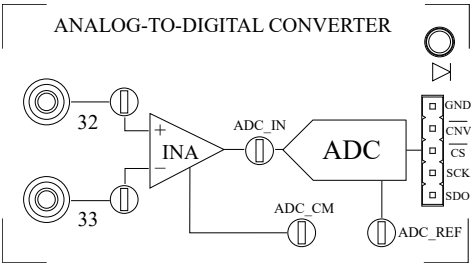 ANALOG-TO-DIGITAL CONVERTER
GND
CNV
CS
SCK
SDO
32
+
INA
−
ADC_IN
ADC
33
ADC_CM
ADC_REF